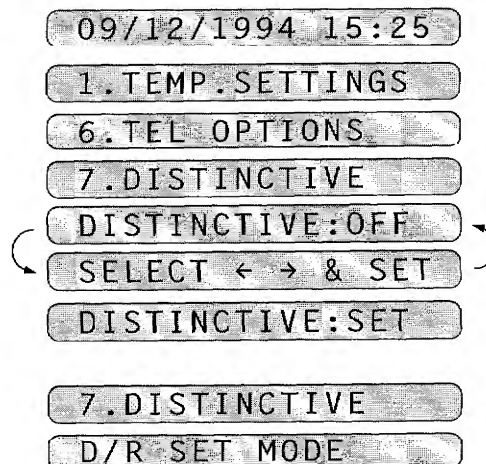 09/12/1994 15:25
1.TEMP.SETTINGS
6.TEL OPTIONS
7.DISTINCTIVE
DISTINCTIVE:OFF
SELECT ← → & SET
DISTINCTIVE:SET
7.DISTINCTIVE
D/R SET MODE